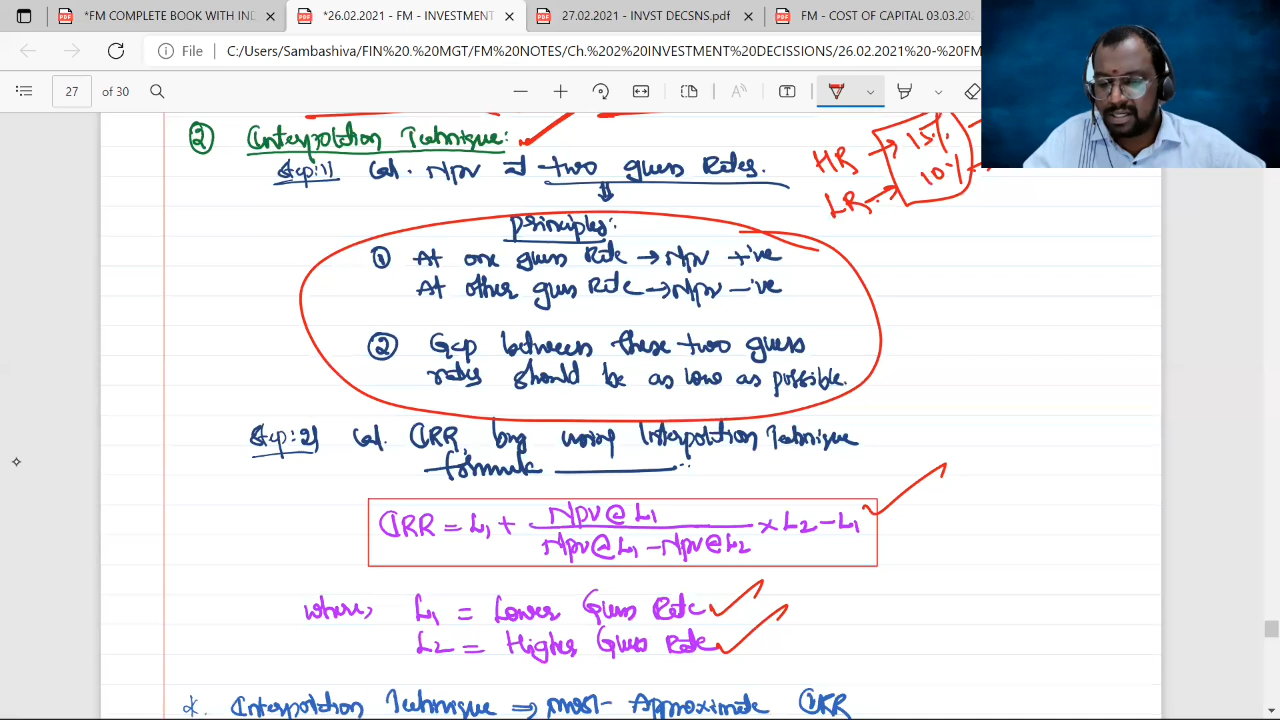 *FM COMPLETE BOOK WITH IND
*26.02.2021 - FM - INVESTMENT
27.02.2021 - INVST DECSNS.pdf
FM - COST OF CAPITAL 03.03.202
File
C:/Users/Sambashiva/FIN%20.%20MGT/FM%20NOTES/Ch.%202%20INVESTMENT%20DECISSIONS/26.02.2021%20-%20FM
27 of 30
② Interpolation Technique:
Step:1) Cal. NPV at two guess Rates.
HR → 15%
LR → 10%
principles:
① At one guess Rate → NPV +ive
At other guess Rate → NPV -ive
② Gap between these two guess
rates should be as low as possible.
Step:2) Cal. IRR, by using Interpolation Technique
formula
IRR = L1 + NPV@L1 / NPV@L1 - NPV@L2 × L2 - L1
where, L1 = Lower Guess Rate
L2 = Higher Guess Rate
*. Interpolation Technique ⇒ most- Approximate IRR